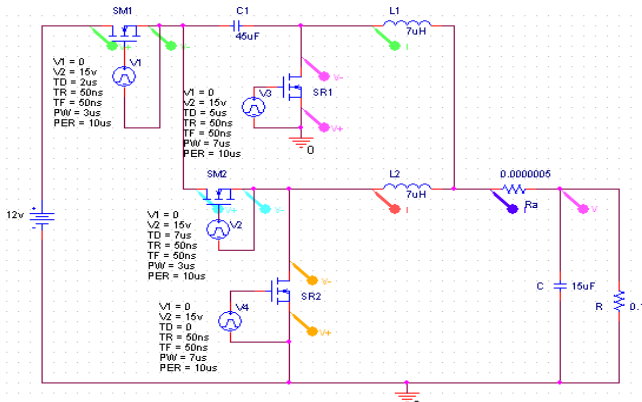 SM1
C1
45uF
L1
7uH
V+
V-
I
V1
V1 = 0
V2 = 15v
TD = 2us
TR = 50ns
TF = 50ns
PW = 3us
PER = 10us
V-
V3
SR1
V+
0
V1 = 0
V2 = 15v
TD = 5us
TR = 50ns
TF = 50ns
PW = 7us
PER = 10us
SM2
L2
7uH
0.0000005
Ra
V+
V-
I
I
V
12v
V2
V1 = 0
V2 = 15v
TD = 7us
TR = 50ns
TF = 50ns
PW = 3us
PER = 10us
V-
C
15uF
R
SR2
V4
V+
V1 = 0
V2 = 15v
TD = 0
TR = 50ns
TF = 50ns
PW = 7us
PER = 10us